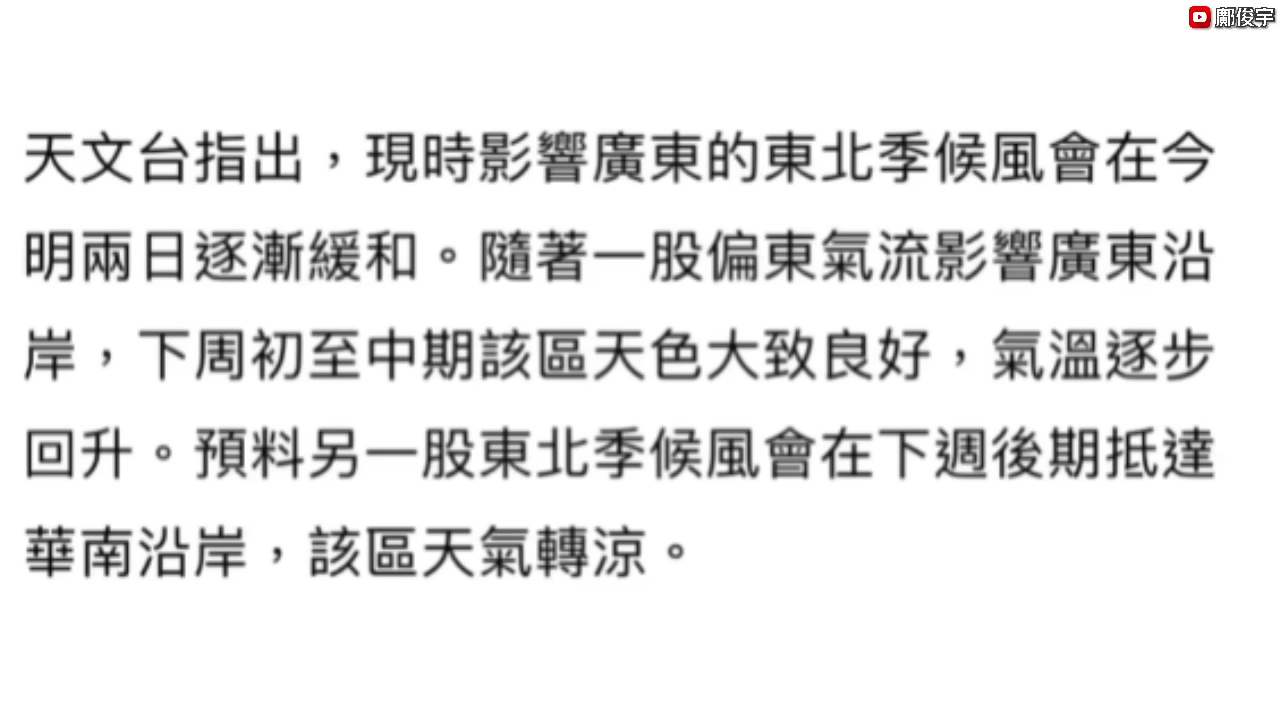 鄺俊宇
天文台指出，現時影響廣東的東北季候風會在今
明兩日逐漸緩和。隨著一股偏東氣流影響廣東沿
岸，下周初至中期該區天色大致良好，氣溫逐步
回升。預料另一股東北季候風會在下週後期抵達
華南沿岸，該區天氣轉涼。